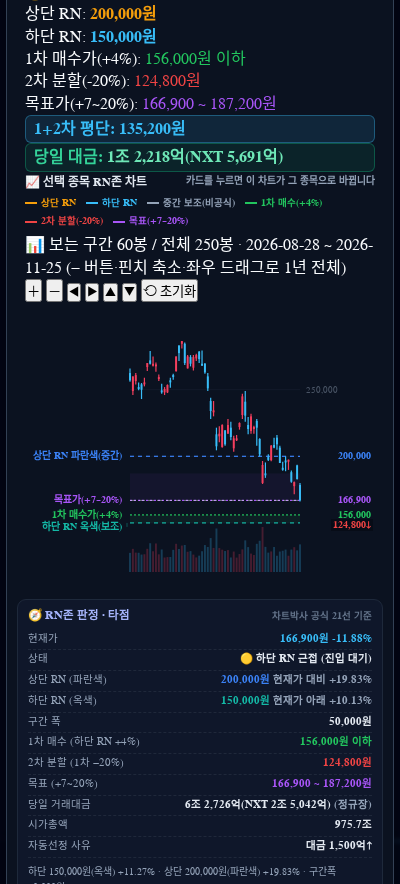 상단 RN: 200,000원
하단 RN: 150,000원
1차 매수가(+4%): 156,000원 이하
2차 분할(-20%): 124,800원
목표가(+7~20%): 166,900 ~ 187,200원
1+2차 평단: 135,200원
당일 대금: 1조 2,218억(NXT 5,691억)
📈 선택 종목 RN존 차트 카드를 누르면 이 차트가 그 종목으로 바뀝니다
상단 RN 하단 RN 중간 보조(비공식) 1차 매수(+4%)
2차 분할(-20%) 목표(+7~20%)
📊 보는 구간 60봉 / 전체 250봉 · 2026-08-28 ~ 2026-
11-25 (− 버튼·핀치 축소·좌우 드래그로 1년 전체)
＋ － ◀ ▶ ▲ ▼ ⟲ 초기화
250,000
상단 RN 파란색(중간) 200,000
목표가(+7~20%) 166,900
1차 매수가(+4%) 156,000
하단 RN 옥색(보조) 124,800↓
🧭 RN존 판정 · 타점 차트박사 공식 21선 기준
현재가 166,900원 -11.88%
상태 🟡 하단 RN 근접 (진입 대기)
상단 RN (파란색) 200,000원 현재가 대비 +19.83%
하단 RN (옥색) 150,000원 현재가 아래 +10.13%
구간 폭 50,000원
1차 매수 (하단 RN +4%) 156,000원 이하
2차 분할 (1차 −20%) 124,800원
목표 (+7~20%) 166,900 ~ 187,200원
당일 거래대금 6조 2,726억(NXT 2조 5,042억) (정규장)
시가총액 975.7조
자동선정 사유 대금 1,500억↑
하단 150,000원(옥색) +11.27% · 상단 200,000원(파란색) +19.83% · 구간폭